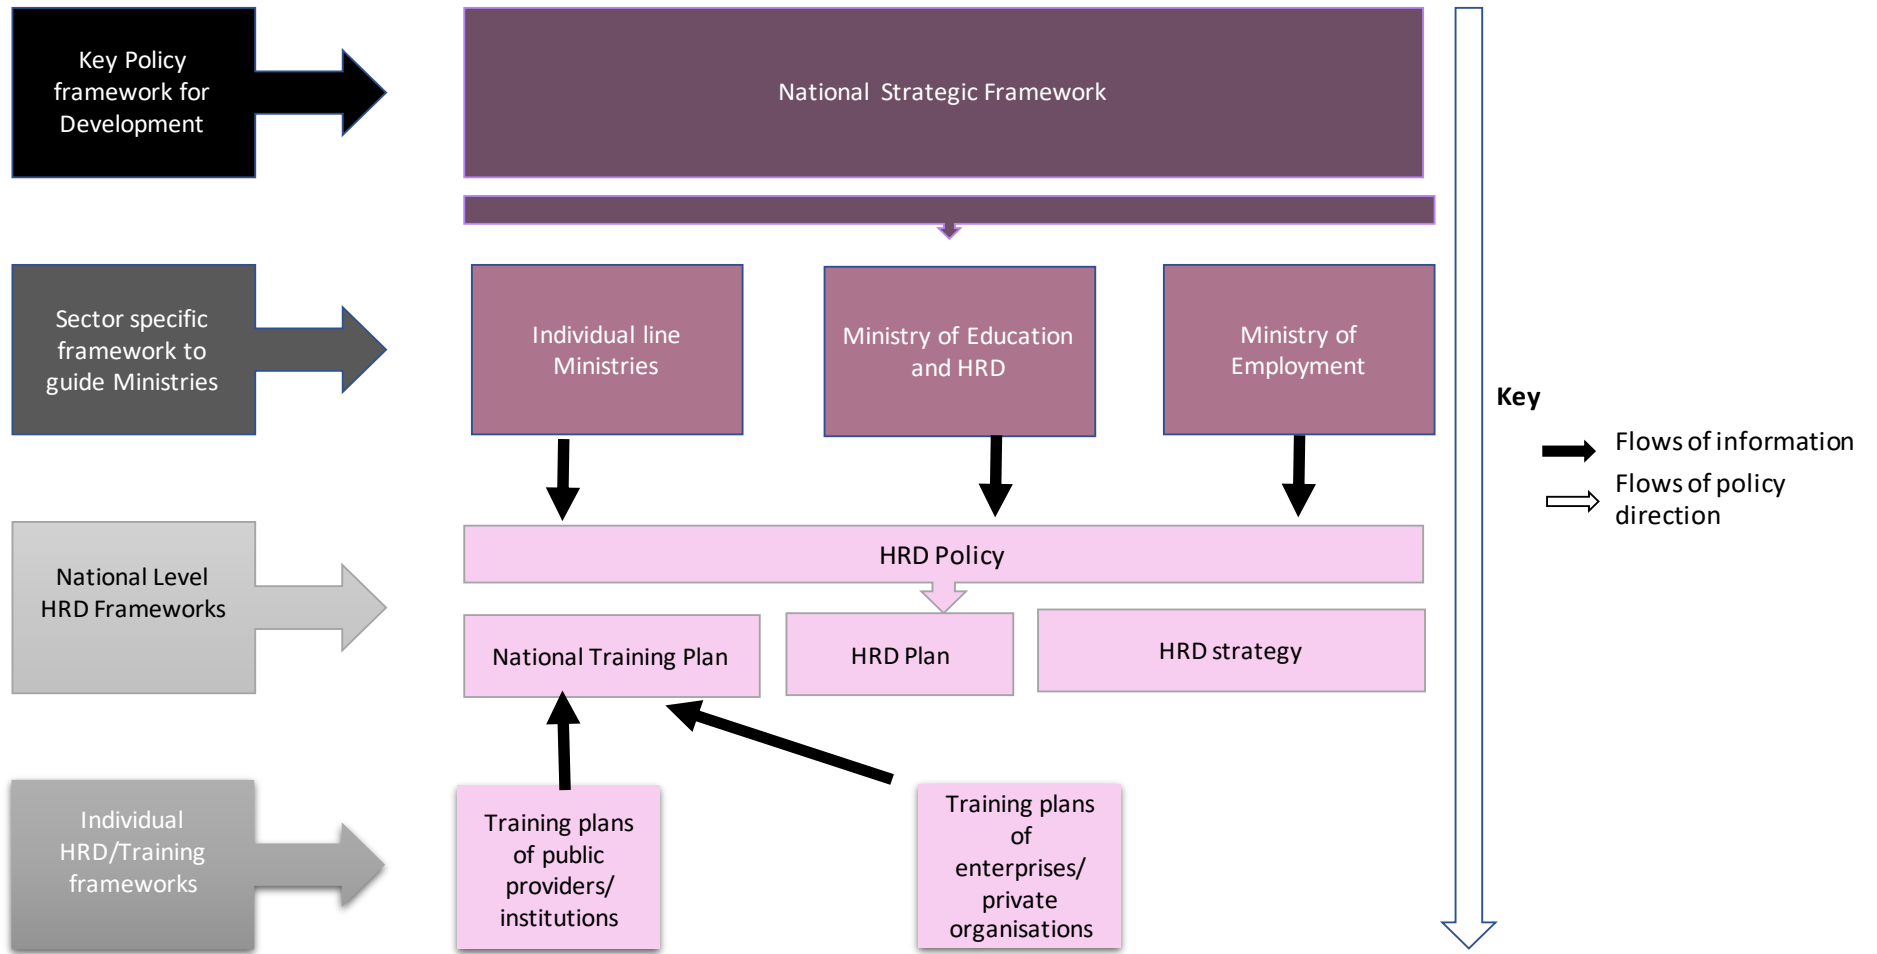 Key Policy
framework for
Development
National Strategic Framework
Sector specific
framework to
guide Ministries
Individual line
Ministries
Ministry of Education
and HRD
Ministry of
Employment
Key
Flows of information
Flows of policy
direction
National Level
HRD Frameworks
HRD Policy
National Training Plan
HRD Plan
HRD strategy
Individual
HRD/Training
frameworks
Training plans
of public
providers/
institutions
Training plans
of
enterprises/
private
organisations